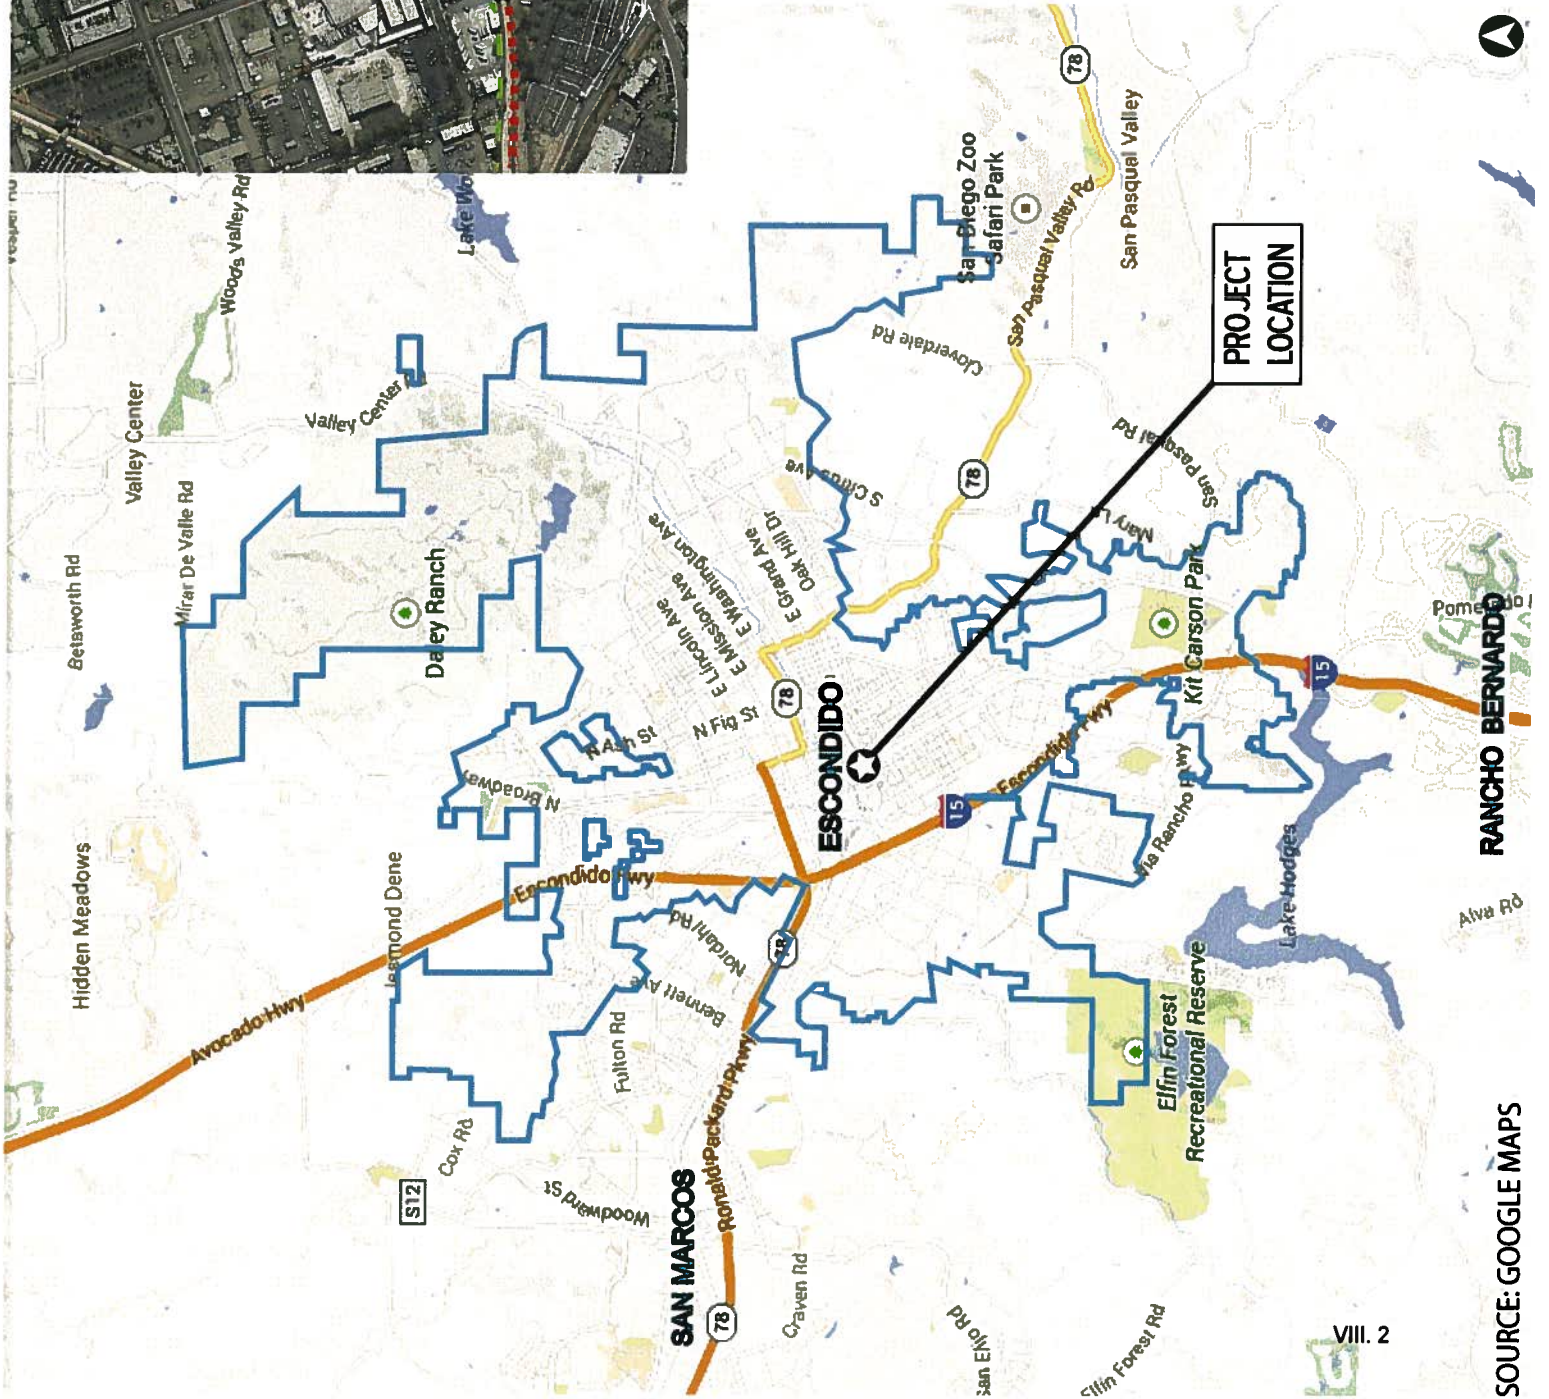 Valley Center
Mirar De Valle Rd
Betsworth Rd
Hidden Meadows
Woods Valley Rd
Valley Center
Daley Ranch
Jesmond Dene
Avocado Hwy
Escondido Fwy
N Broadway
N Ash St
N Fig St
E Lincoln Ave
E Mission Ave
E Washington Ave
E Grand Ave
Oak Hill Dr
S Citrus Ave
Cloverdale Rd
San Diego Zoo
Safari Park
San Pasqual Valley Rd
San Pasqual Valley
78
78
78
78
78
PROJECT
LOCATION
San Pasqual Rd
Mary Ln
Kit Carson Park
ESCONDIDO
15
15
Escondido Fwy
Via Rancho Pkwy
Lake Hodges
RANCHO BERNARDO
Alva Rd
Elfin Forest
Recreational Reserve
Nordahl Rd
Bennett Ave
Fulton Rd
Cox Rd
S12
Woodward St
SAN MARCOS
Ronald Packard Pkwy
Craven Rd
San Elijo Rd
Elfin Forest Rd
VIII. 2
SOURCE: GOOGLE MAPS